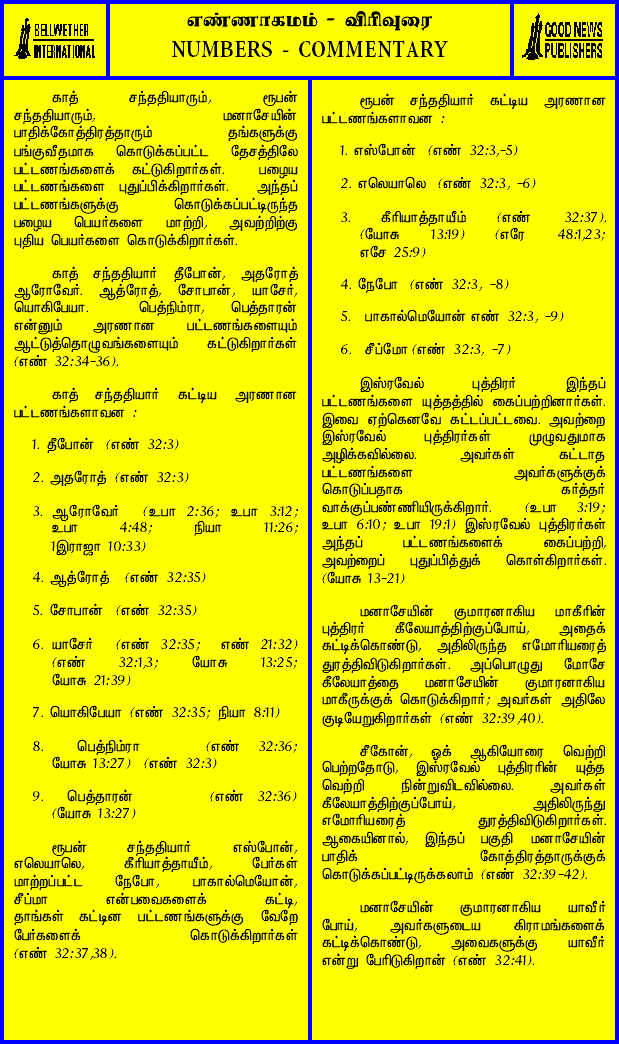 BELLWETHER
INTERNATIONAL
எண்ணாகமம் - விரிவுரை
NUMBERS - COMMENTARY
GOOD NEWS
PUBLISHERS
காத் சந்ததியாரும், ரூபன்
சந்ததியாரும், மனாசேயின்
பாதிக்கோத்திரத்தாரும் தங்களுக்கு
பங்குவீதமாக கொடுக்கப்பட்ட தேசத்திலே
பட்டணங்களைக் கட்டுகிறார்கள். பழைய
பட்டணங்களை புதுப்பிக்கிறார்கள். அந்தப்
பட்டணங்களுக்கு கொடுக்கப்பட்டிருந்த
பழைய பெயர்களை மாற்றி, அவற்றிற்கு
புதிய பெயர்களை கொடுக்கிறார்கள்.
காத் சந்ததியார் தீபோன், அதரோத்
ஆரோவேர். ஆத்ரோத், சோபான், யாசேர்,
யொகிபேயா. பெத்நிம்ரா, பெத்தாரன்
என்னும் அரணான பட்டணங்களையும்
ஆட்டுத்தொழுவங்களையும் கட்டுகிறார்கள்
(எண் 32:34-36).
காத் சந்ததியார் கட்டிய அரணான
பட்டணங்களாவன :
1. தீபோன் (எண் 32:3)
2. அதரோத் (எண் 32:3)
3. ஆரோவேர் (உபா 2:36; உபா 3:12;
உபா 4:48; நியா 11:26;
1இராஜா 10:33)
4. ஆத்ரோத் (எண் 32:35)
5. சோபான் (எண் 32:35)
6. யாசேர் (எண் 32:35; எண் 21:32)
(எண் 32:1,3; யோசு 13:25;
யோசு 21:39)
7. யொகிபேயா (எண் 32:35; நியா 8:11)
8. பெத்நிம்ரா (எண் 32:36;
யோசு 13:27) (எண் 32:3)
9. பெத்தாரன் (எண் 32:36)
(யோசு 13:27)
ரூபன் சந்ததியார் எஸ்போன்,
எலெயாலெ, கீரியாத்தாயீம், பேர்கள்
மாற்றப்பட்ட நேபோ, பாகால்மெயோன்,
சீப்மா என்பவைகளைக் கட்டி,
தாங்கள் கட்டின பட்டணங்களுக்கு வேறே
பேர்களைக் கொடுக்கிறார்கள்
(எண் 32:37,38).
ரூபன் சந்ததியார் கட்டிய அரணான
பட்டணங்களாவன :
1. எஸ்போன் (எண் 32:3,-5)
2. எலெயாலெ (எண் 32:3, -6)
3. கீரியாத்தாயீம் (எண் 32:37).
(யோசு 13:19) (எரே 48:1,23;
எசே 25:9)
4. நேபோ (எண் 32:3, -8)
5. பாகால்மெயோன் எண் 32:3, -9)
6. சீப்மோ (எண் 32:3, -7)
இஸ்ரவேல் புத்திரர் இந்தப்
பட்டணங்களை யுத்தத்தில் கைப்பற்றினார்கள்.
இவை ஏற்கெனவே கட்டப்பட்டவை. அவற்றை
இஸ்ரவேல் புத்திரர்கள் முழுவதுமாக
அழிக்கவில்லை. அவர்கள் கட்டாத
பட்டணங்களை அவர்களுக்குக்
கொடுப்பதாக கர்த்தர்
வாக்குப்பண்ணியிருக்கிறார். (உபா 3:19;
உபா 6:10; உபா 19:1) இஸ்ரவேல் புத்திரர்கள்
அந்தப் பட்டணங்களைக் கைப்பற்றி,
அவற்றைப் புதுப்பித்துக் கொள்கிறார்கள்.
(யோசு 13-21)
மனாசேயின் குமாரனாகிய மாகீரின்
புத்திரர் கீலேயாத்திற்குப்போய், அதைக்
கட்டிக்கொண்டு, அதிலிருந்த எமோரியரைத்
துரத்திவிடுகிறார்கள். அப்பொழுது மோசே
கீலேயாத்தை மனாசேயின் குமாரனாகிய
மாகீருக்குக் கொடுக்கிறார்; அவர்கள் அதிலே
குடியேறுகிறார்கள் (எண் 32:39,40).
சீகோன், ஓக் ஆகியோரை வெற்றி
பெற்றதோடு, இஸ்ரவேல் புத்திரரின் யுத்த
வெற்றி நின்றுவிடவில்லை. அவர்கள்
கீலேயாத்திற்குப்போய், அதிலிருந்து
எமோரியரைத் துரத்திவிடுகிறார்கள்.
ஆகையினால், இந்தப் பகுதி மனாசேயின்
பாதிக் கோத்திரத்தாருக்குக்
கொடுக்கப்பட்டிருக்கலாம் (எண் 32:39-42).
மனாசேயின் குமாரனாகிய யாவீர்
போய், அவர்களுடைய கிராமங்களைக்
கட்டிக்கொண்டு, அவைகளுக்கு யாவீர்
என்று பேரிடுகிறான் (எண் 32:41).